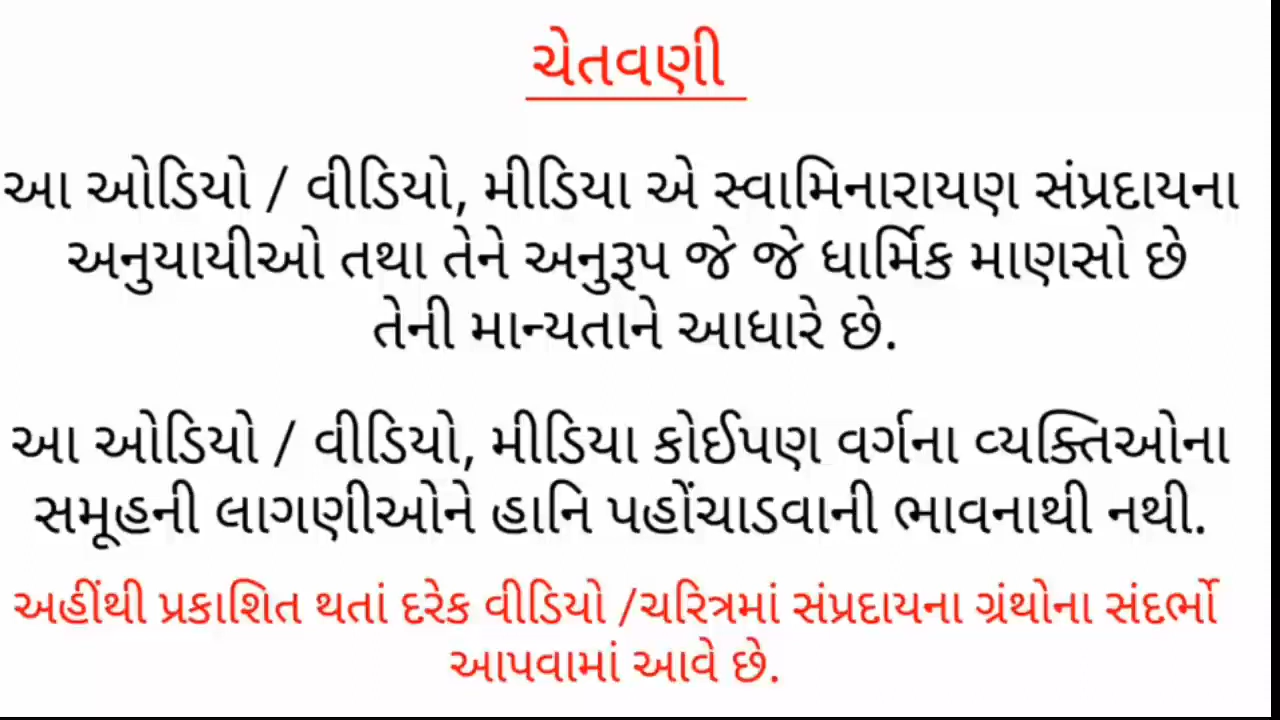 ચેતવણી
આ ઓડિયો / વીડિયો, મીડિયા એ સ્વામિનારાયણ સંપ્રદાયના
અનુયાયીઓ તથા તેને અનુરૂપ જે જે ધાર્મિક માણસો છે
તેની માન્યતાને આધારે છે.
આ ઓડિયો / વીડિયો, મીડિયા કોઈપણ વર્ગના વ્યક્તિઓના
સમૂહની લાગણીઓને હાનિ પહોંચાડવાની ભાવનાથી નથી.
અહીંથી પ્રકાશિત થતાં દરેક વીડિયો /ચરિત્રમાં સંપ્રદાયના ગ્રંથોના સંદર્ભો
આપવામાં આવે છે.